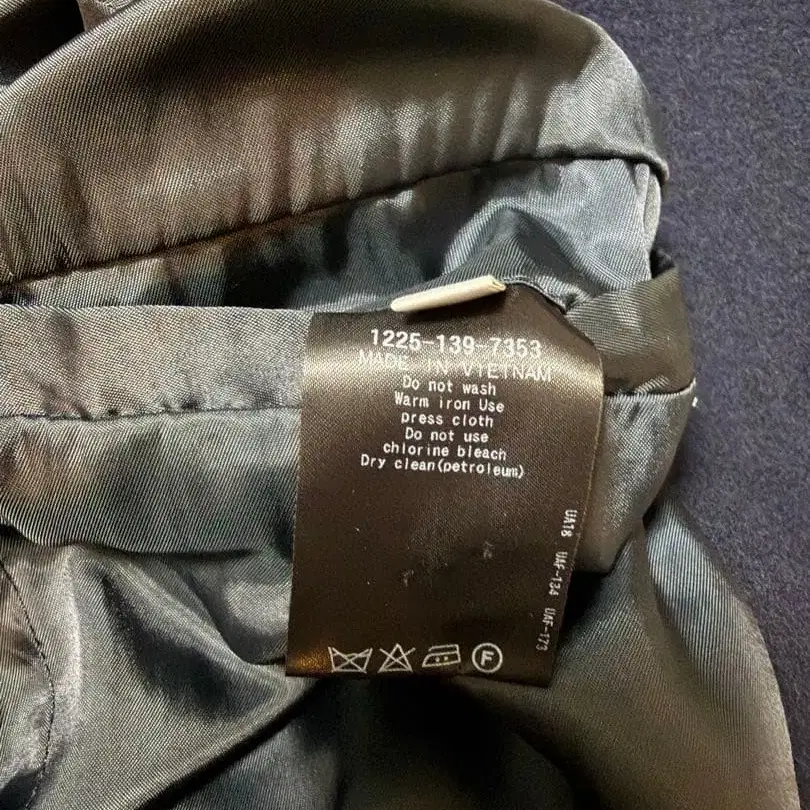 1225-139-7353
MADE IN VIETNAM
Do not wash
Warm iron Use
press cloth
Do not use
chlorine bleach
Dry clean(petroleum)
UA18 UAF-134 UAF-173
F